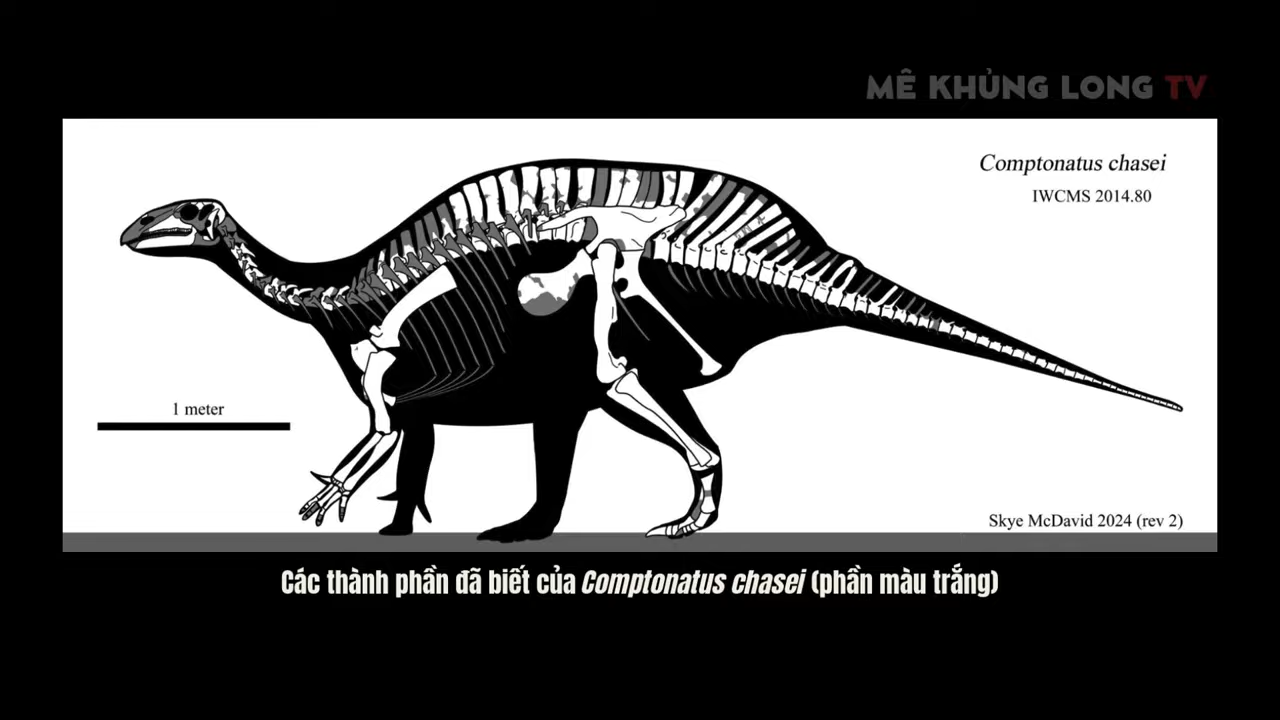 MÊ KHỦNG LONG TV
Comptonatus chasei
IWCMS 2014.80
1 meter
Skye McDavid 2024 (rev 2)
Các thành phần đã biết của Comptonatus chasei (phần màu trắng)